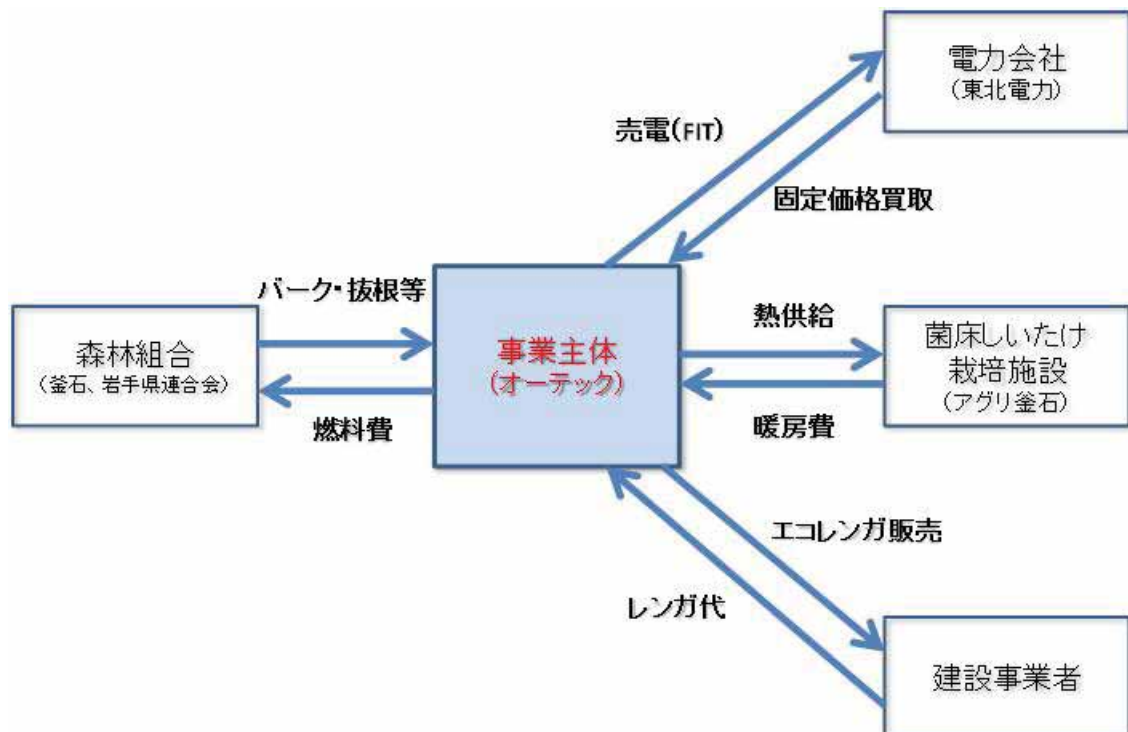 電力会社
(東北電力)
売電(FIT)
固定価格買取
バーク・抜根等
森林組合
(釜石、岩手県連合会)
燃料費
事業主体
(オーテック)
熱供給
暖房費
菌床しいたけ
栽培施設
(アグリ釜石)
エコレンガ販売
レンガ代
建設事業者